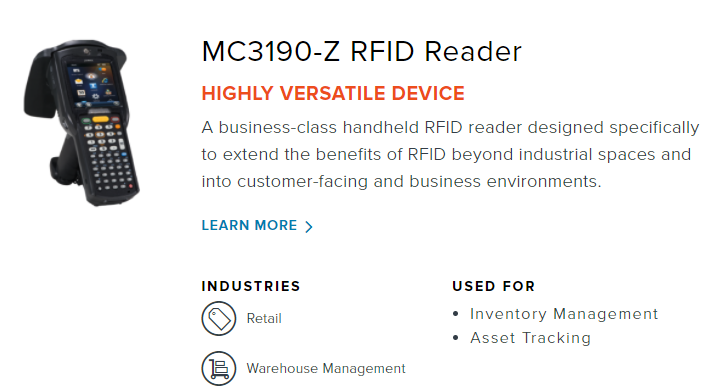 MC3190-Z RFID Reader
HIGHLY VERSATILE DEVICE
A business-class handheld RFID reader designed specifically
to extend the benefits of RFID beyond industrial spaces and
into customer-facing and business environments.
LEARN MORE >
INDUSTRIES
Retail
Warehouse Management
USED FOR
• Inventory Management
• Asset Tracking